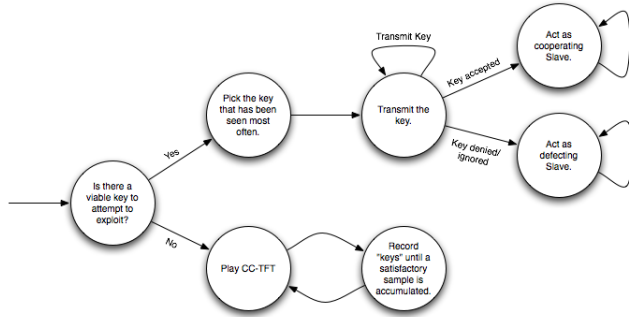 Transmit Key
Act as
cooperating
Slave.
Key accepted
Pick the key
that has been
seen most
often.
Transmit the
key.
Key denied/
ignored
Act as
defecting
Slave.
Yes
Is there a
viable key to
attempt to
exploit?
No
Play CC-TFT
Record
"keys" until a
satisfactory
sample is
accumulated.